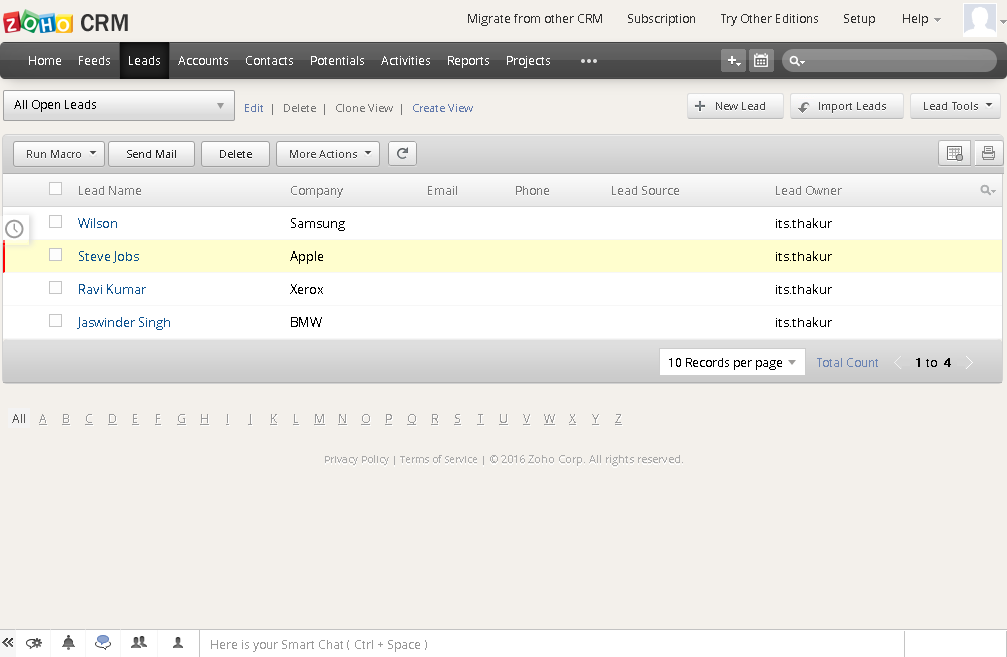 ZOHO CRM Migrate from other CRM Subscription Try Other Editions Setup Help
Home Feeds Leads Accounts Contacts Potentials Activities Reports Projects
All Open Leads Edit | Delete | Clone View | Create View New Lead Import Leads Lead Tools
Run Macro Send Mail Delete More Actions
Lead Name Company Email Phone Lead Source Lead Owner
Wilson Samsung its.thakur
Steve Jobs Apple its.thakur
Ravi Kumar Xerox its.thakur
Jaswinder Singh BMW its.thakur
10 Records per page Total Count 1 to 4
All A B C D E F G H I J K L M N O P Q R S T U V W X Y Z
Privacy Policy | Terms of Service | © 2016 Zoho Corp. All rights reserved.
Here is your Smart Chat ( Ctrl + Space )